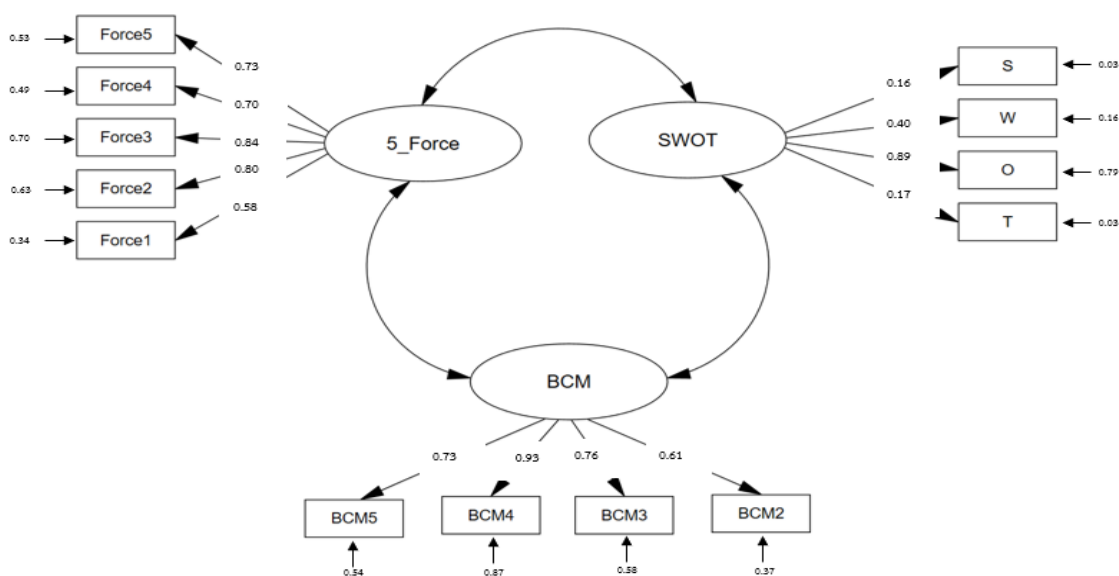 0.53
Force5
0.73
0.49
Force4
0.70
0.70
Force3
0.84
0.63
Force2
0.80
0.34
Force1
0.58
5_Force
SWOT
0.16
S
0.03
0.40
W
0.16
0.89
O
0.79
0.17
T
0.03
BCM
0.73
0.93
0.76
0.61
BCM5
BCM4
BCM3
BCM2
0.54
0.87
0.58
0.37